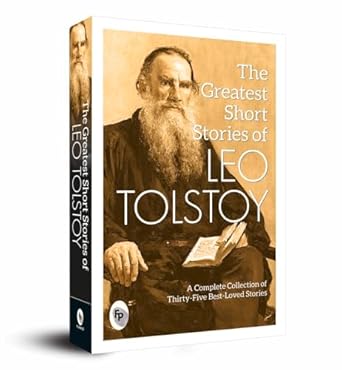 The
Greatest
Short
Stories of
LEO
TOLSTOY
A Complete Collection of
Thirty-Five Best-Loved Stories
Fp
The Greatest Short Stories of
LEO TOLSTOY